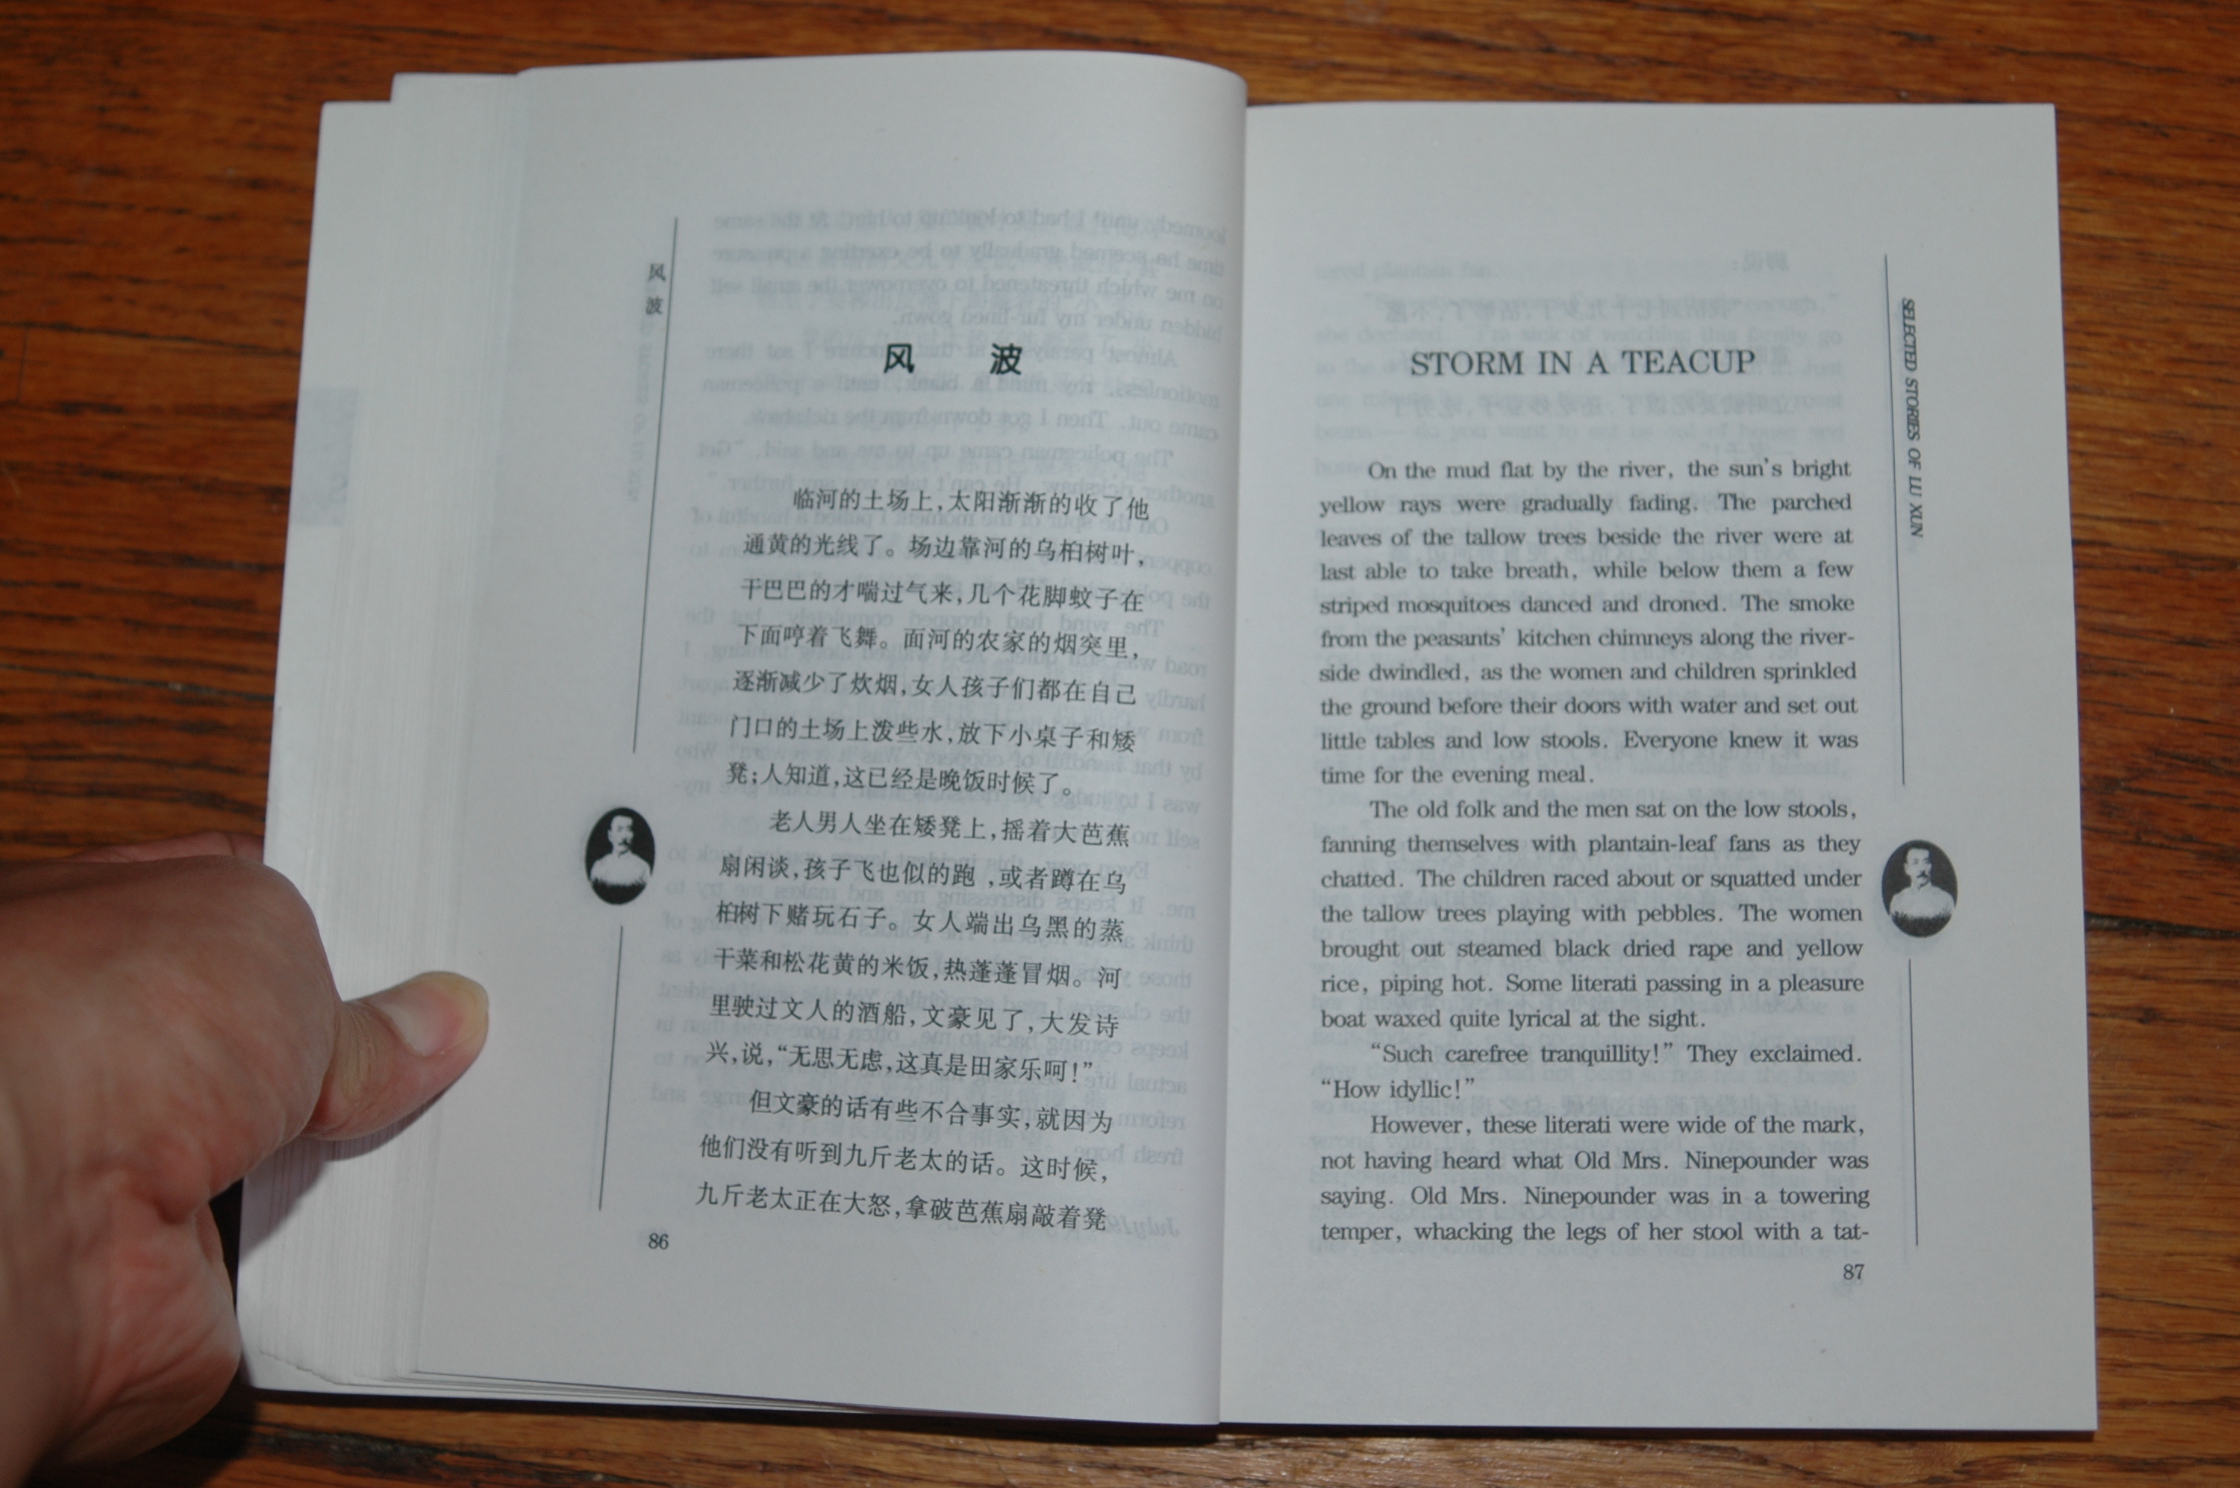 风
波
风 波
临河的土场上,太阳渐渐的收了他
通黄的光线了。场边靠河的乌桕树叶,
干巴巴的才喘过气来,几个花脚蚊子在
下面哼着飞舞。面河的农家的烟突里,
逐渐减少了炊烟,女人孩子们都在自己
门口的土场上泼些水,放下小桌子和矮
凳;人知道,这已经是晚饭时候了。
老人男人坐在矮凳上,摇着大芭蕉
扇闲谈,孩子飞也似的跑,或者蹲在乌
桕树下赌玩石子。女人端出乌黑的蒸
干菜和松花黄的米饭,热蓬蓬冒烟。河
里驶过文人的酒船,文豪见了,大发诗
兴,说,“无思无虑,这真是田家乐呵!”
但文豪的话有些不合事实,就因为
他们没有听到九斤老太的话。这时候,
九斤老太正在大怒,拿破芭蕉扇敲着凳
86
SELECTED STORIES OF LU XUN
STORM IN A TEACUP
On the mud flat by the river, the sun's bright
yellow rays were gradually fading. The parched
leaves of the tallow trees beside the river were at
last able to take breath, while below them a few
striped mosquitoes danced and droned. The smoke
from the peasants' kitchen chimneys along the river-
side dwindled, as the women and children sprinkled
the ground before their doors with water and set out
little tables and low stools. Everyone knew it was
time for the evening meal.
The old folk and the men sat on the low stools,
fanning themselves with plantain-leaf fans as they
chatted. The children raced about or squatted under
the tallow trees playing with pebbles. The women
brought out steamed black dried rape and yellow
rice, piping hot. Some literati passing in a pleasure
boat waxed quite lyrical at the sight.
“Such carefree tranquillity!” They exclaimed.
“How idyllic!”
However, these literati were wide of the mark,
not having heard what Old Mrs. Ninepounder was
saying. Old Mrs. Ninepounder was in a towering
temper, whacking the legs of her stool with a tat-
87